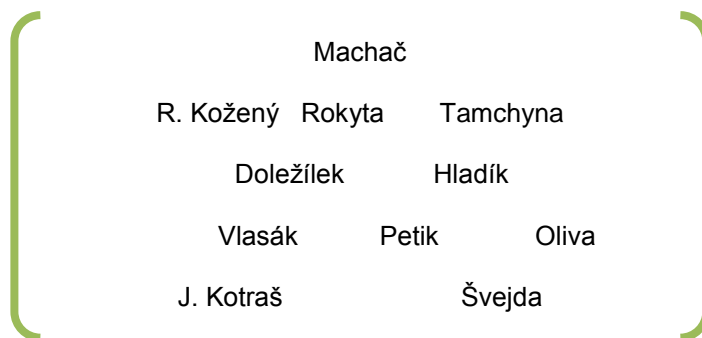 Machač
R. Kožený Rokyta Tamchyna
Doležílek Hladík
Vlasák Petik Oliva
J. Kotraš Švejda